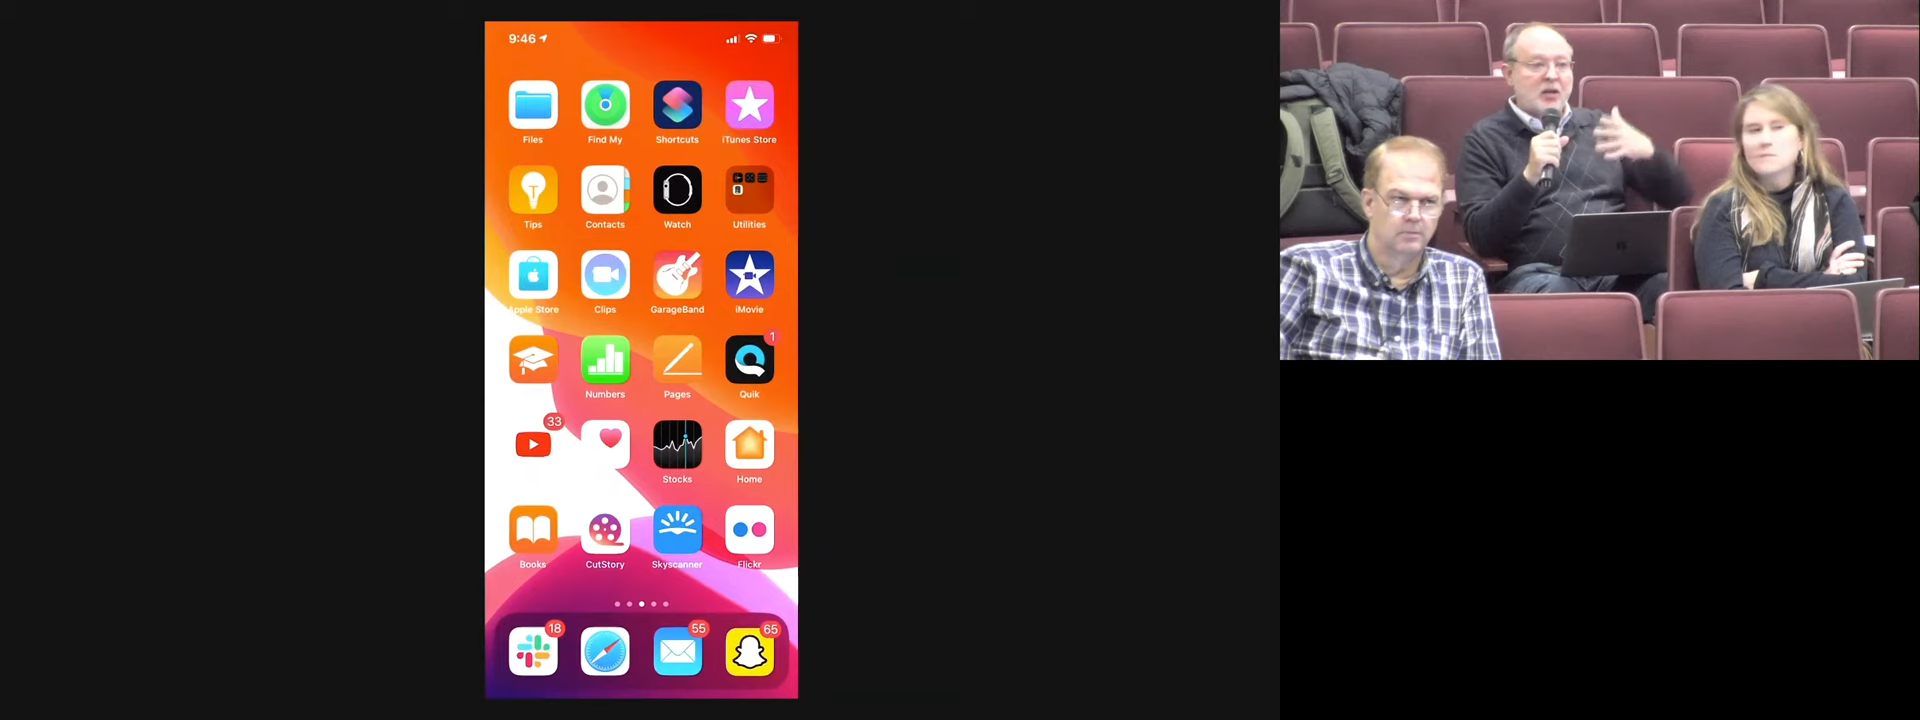 9:46
Files Find My Shortcuts iTunes Store
Tips Contacts Watch Utilities
Apple Store Clips GarageBand iMovie
1
Numbers Pages Quik
33
Stocks Home
Books CutStory Skyscanner Flickr
18 55 65